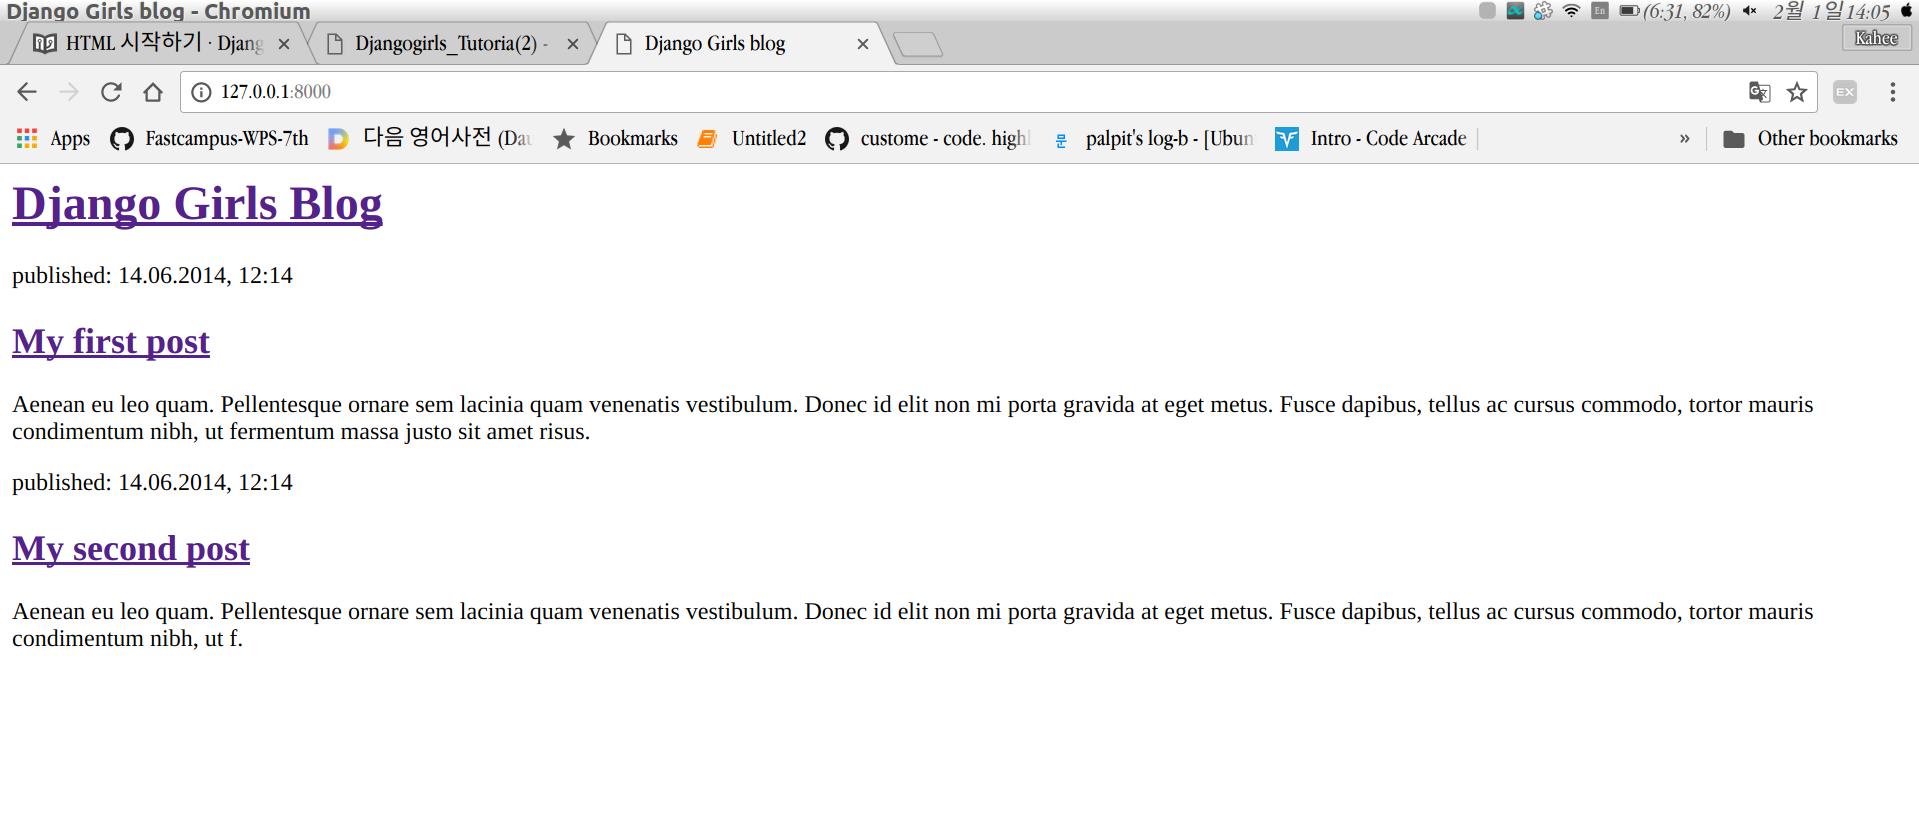 Django Girls blog - Chromium
En (6:31, 82%) 2월 1일 14:05
HTML 시작하기 · Djang
Djangogirls_Tutoria(2) -
Django Girls blog
Kahee
127.0.0.1:8000
EX
Apps Fastcampus-WPS-7th 다음 영어사전 (Dau Bookmarks Untitled2 custome - code. highl 문 palpit's log-b - [Ubun Intro - Code Arcade » Other bookmarks
Django Girls Blog
published: 14.06.2014, 12:14
My first post
Aenean eu leo quam. Pellentesque ornare sem lacinia quam venenatis vestibulum. Donec id elit non mi porta gravida at eget metus. Fusce dapibus, tellus ac cursus commodo, tortor mauris
condimentum nibh, ut fermentum massa justo sit amet risus.
published: 14.06.2014, 12:14
My second post
Aenean eu leo quam. Pellentesque ornare sem lacinia quam venenatis vestibulum. Donec id elit non mi porta gravida at eget metus. Fusce dapibus, tellus ac cursus commodo, tortor mauris
condimentum nibh, ut f.